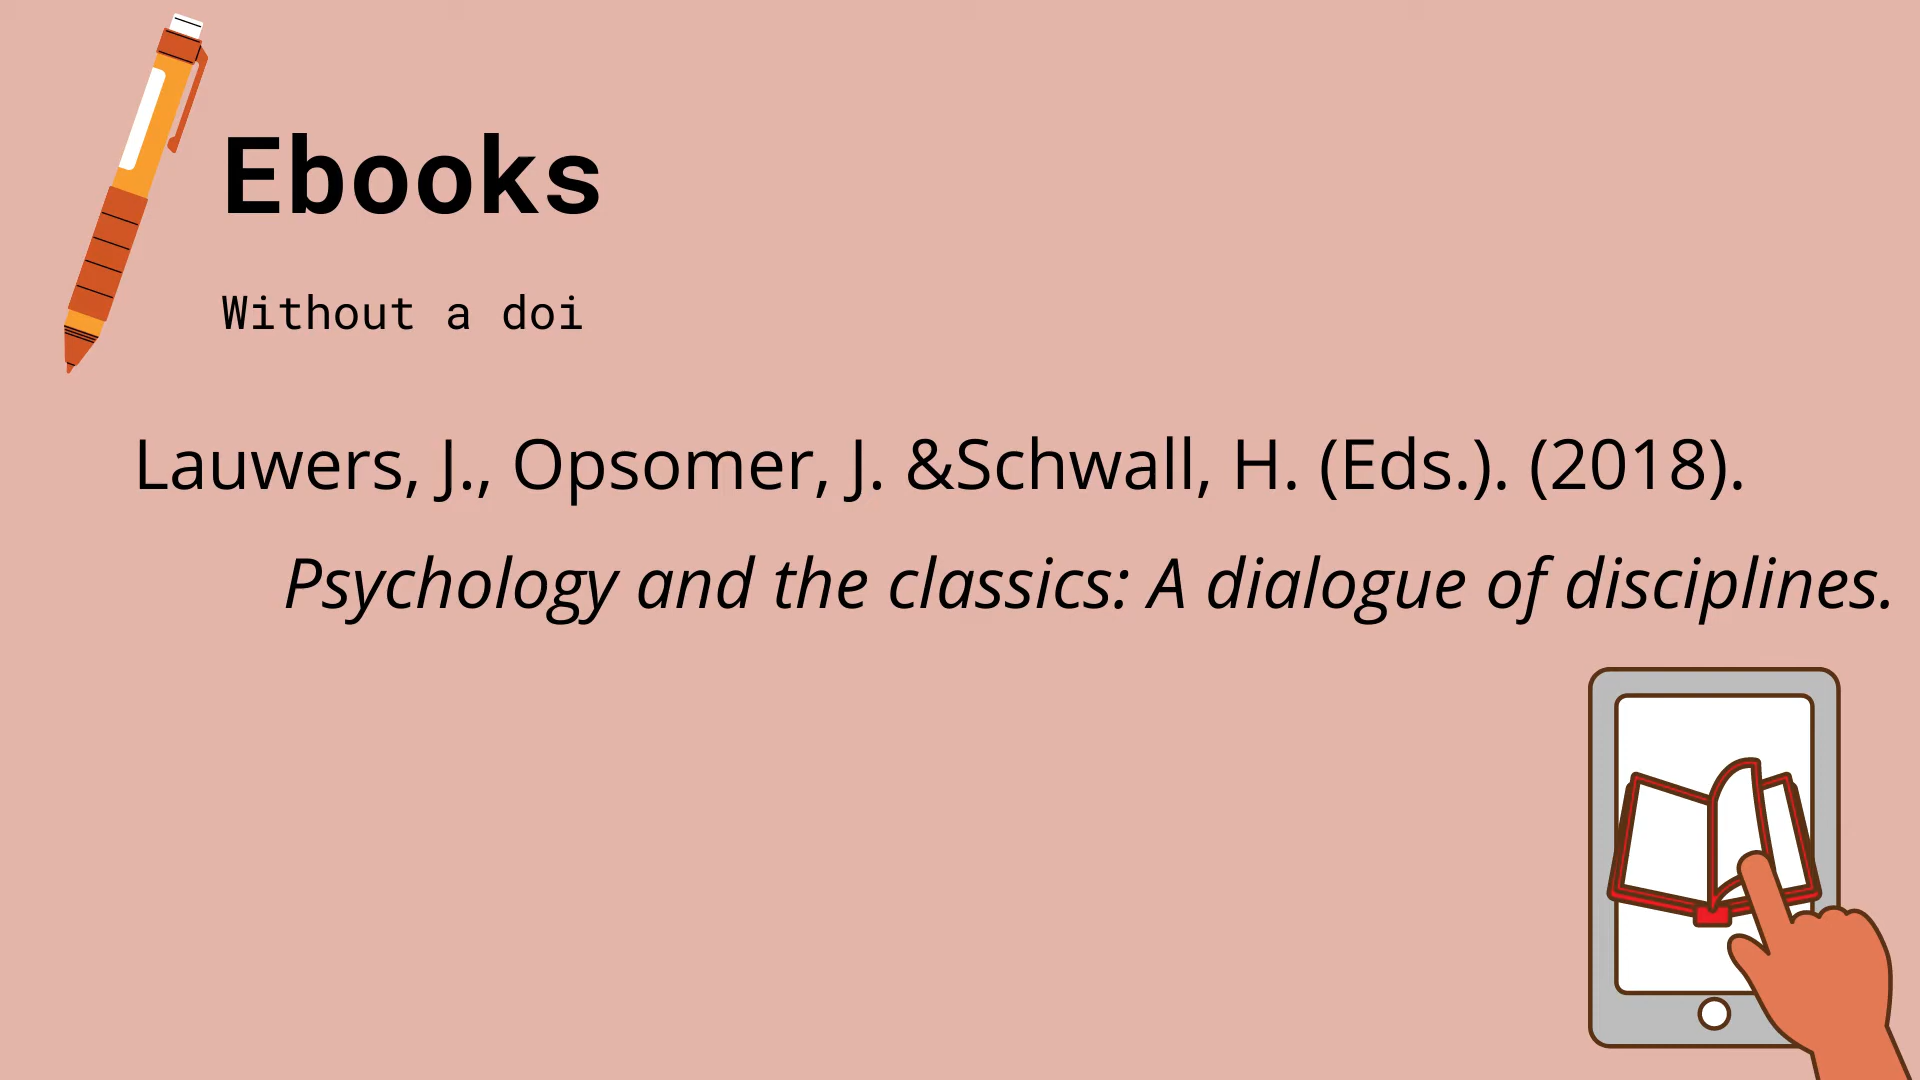 Ebooks
Without a doi
Lauwers, J., Opsomer, J. &Schwall, H. (Eds.). (2018).
Psychology and the classics: A dialogue of disciplines.